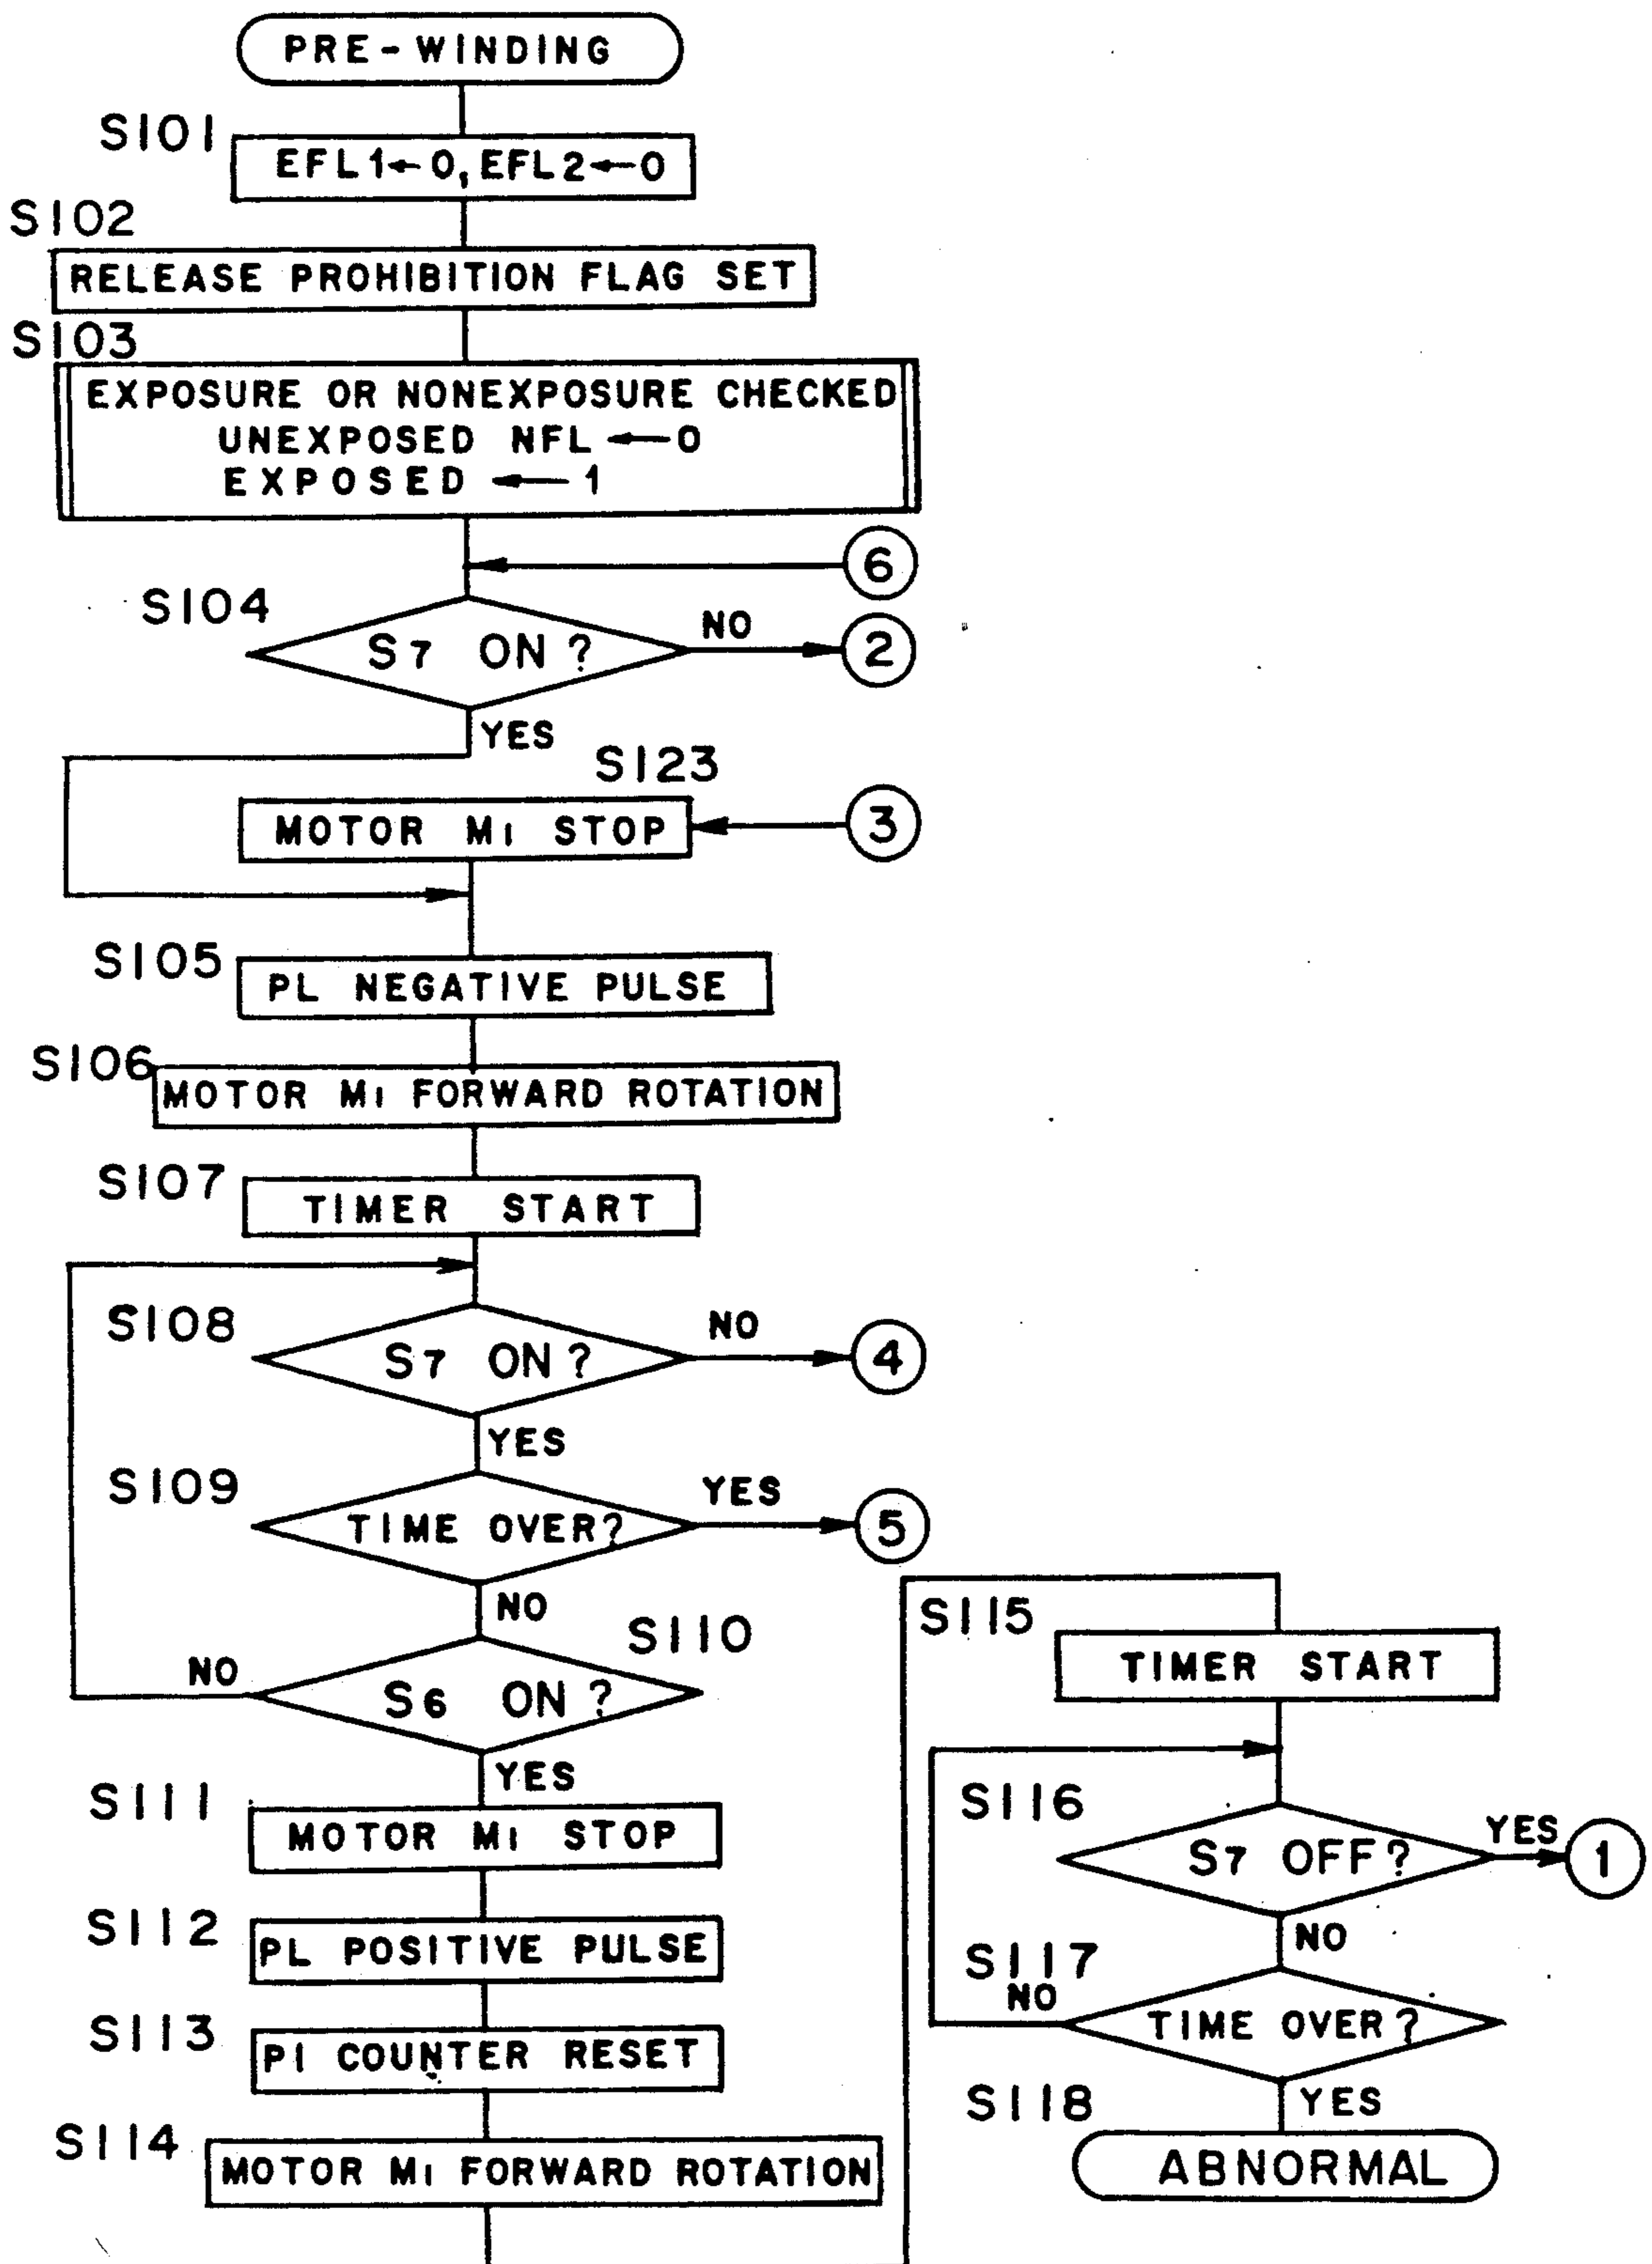 PRE-WINDING
S101
EFL1←0, EFL2←0
S102
RELEASE PROHIBITION FLAG SET
S103
EXPOSURE OR NONEXPOSURE CHECKED
UNEXPOSED NFL ←0
EXPOSED ←1
6
S104
S7 ON?
NO
2
YES
S123
MOTOR M1 STOP
3
S105
PL NEGATIVE PULSE
S106
MOTOR M1 FORWARD ROTATION
S107
TIMER START
S108
S7 ON?
NO
4
YES
S109
TIME OVER?
YES
5
NO
S110
NO
S6 ON?
YES
S111
MOTOR M1 STOP
S112
PL POSITIVE PULSE
S113
PI COUNTER RESET
S114
MOTOR M1 FORWARD ROTATION
S115
TIMER START
S116
S7 OFF?
YES
1
NO
S117
NO
TIME OVER?
YES
S118
ABNORMAL